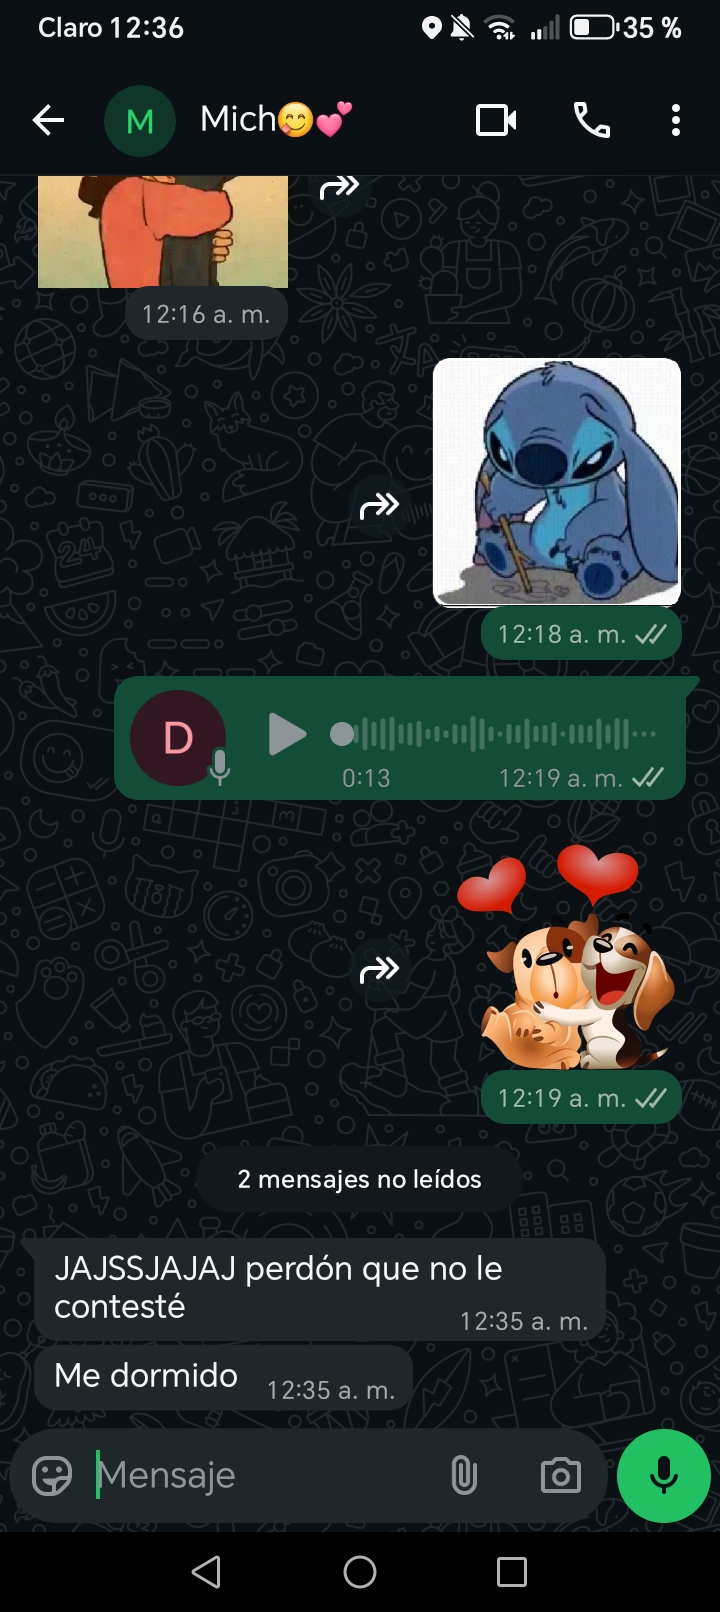 Claro 12:36 35 %
M Mich😋💕
12:16 a. m.
12:18 a. m.
D
0:13 12:19 a. m.
12:19 a. m.
2 mensajes no leídos
JAJSSJAJAJ perdón que no le
contesté
12:35 a. m.
Me dormido 12:35 a. m.
Mensaje